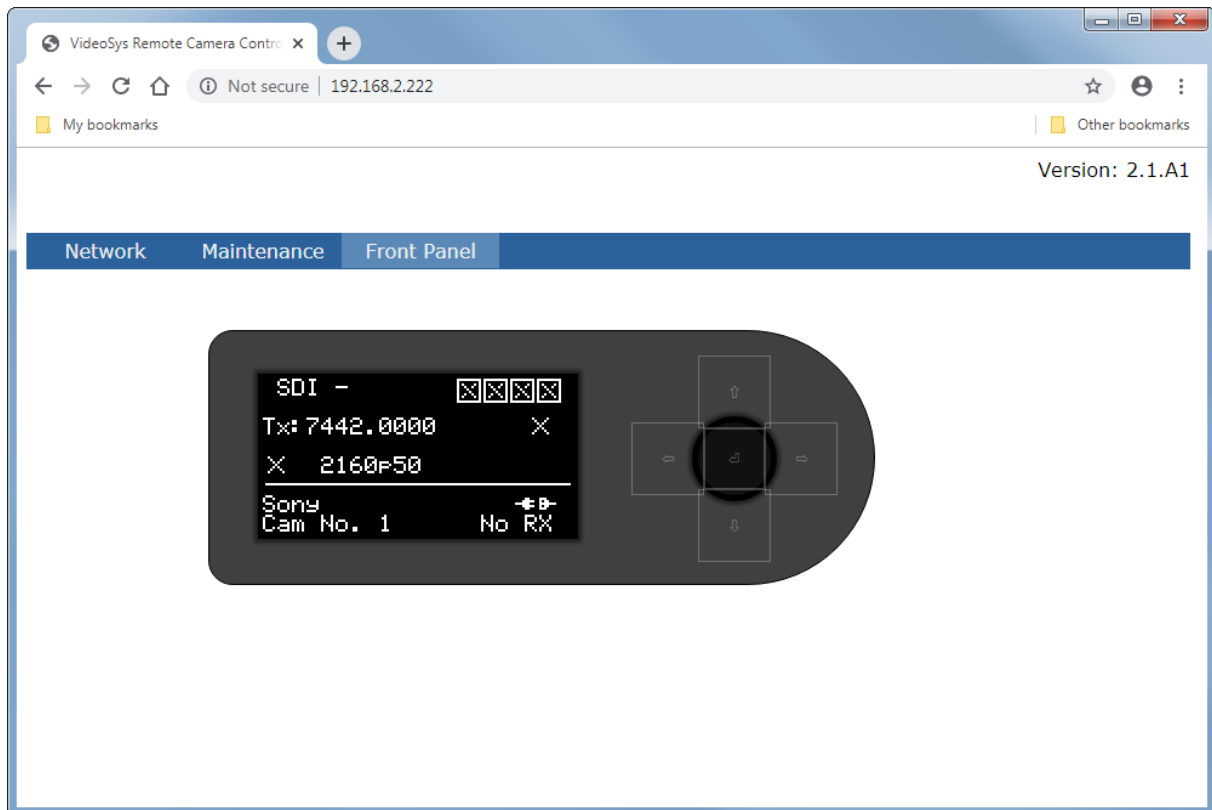 VideoSys Remote Camera Contro
Not secure | 192.168.2.222
My bookmarks
Other bookmarks
Version: 2.1.A1
Network Maintenance Front Panel
SDI -
Tx: 7442.0000
2160p50
Sony
Cam No. 1 No RX